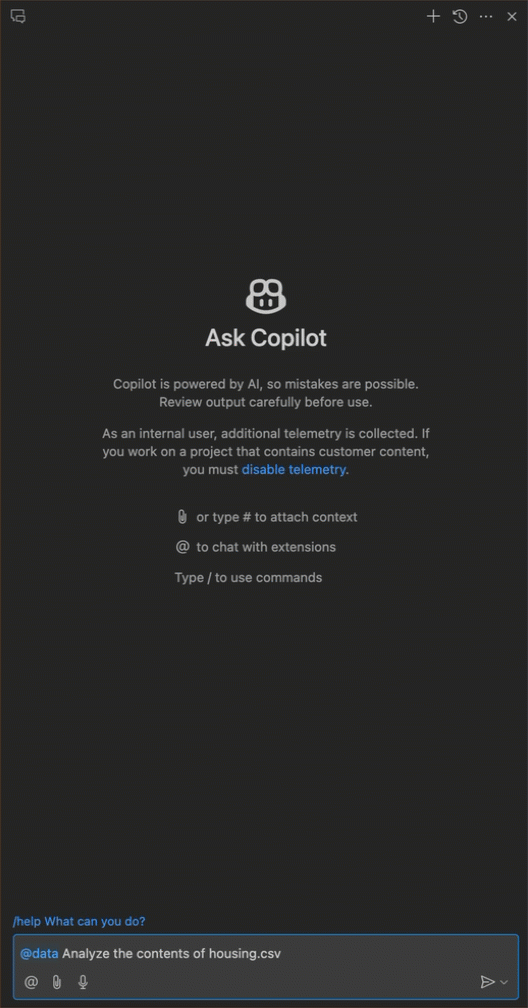 Ask Copilot
Copilot is powered by AI, so mistakes are possible.
Review output carefully before use.
As an internal user, additional telemetry is collected. If
you work on a project that contains customer content,
you must disable telemetry.
or type # to attach context
@ to chat with extensions
Type / to use commands
/help What can you do?
@data Analyze the contents of housing.csv
@